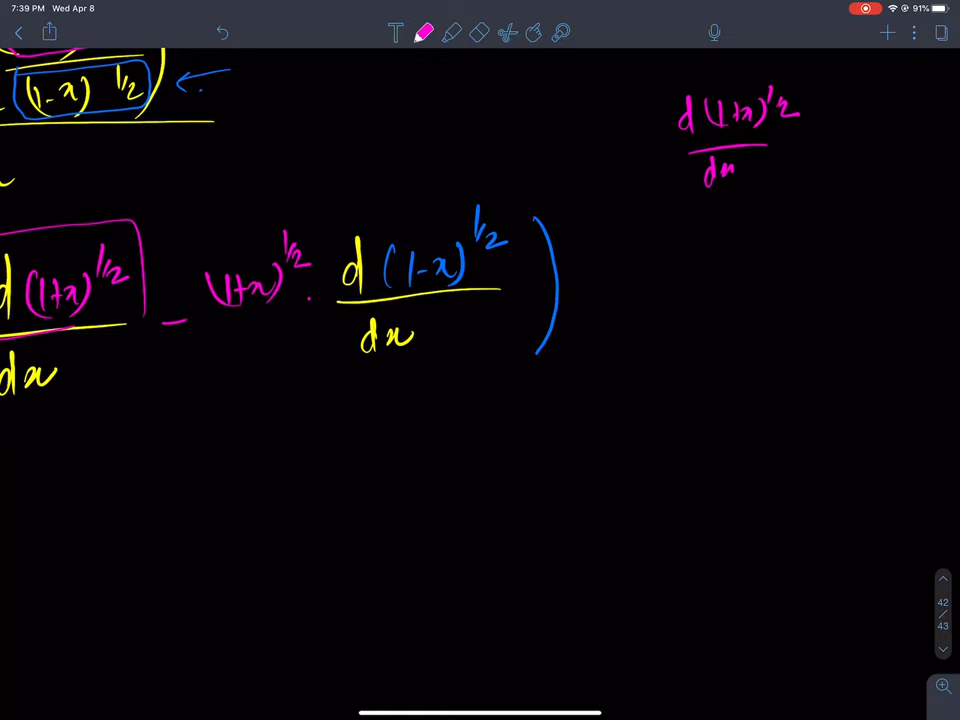 7:39 PM Wed Apr 8
91%
T
(1-x) 1/2
d (1+x)^1/2
dx
d (1+x)^1/2 - (1+x)^1/2 . d (1-x)^1/2 )
dx dx
42
/
43